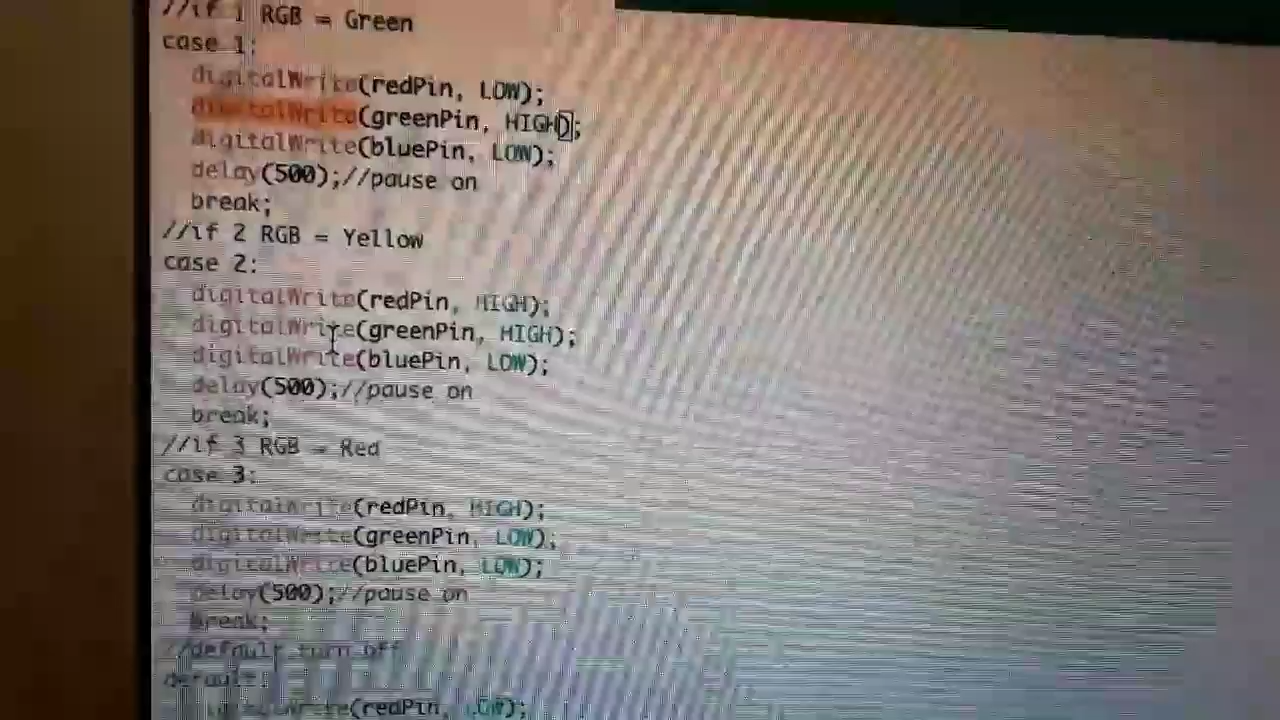 //if 1 RGB = Green
case 1:
digitalWrite(redPin, LOW);
digitalWrite(greenPin, HIGH);
digitalWrite(bluePin, LOW);
delay(500);//pause on
break;
//if 2 RGB = Yellow
case 2:
digitalWrite(redPin, HIGH);
digitalWrite(greenPin, HIGH);
digitalWrite(bluePin, LOW);
delay(500);//pause on
break;
//if 3 RGB = Red
case 3:
digitalWrite(redPin, HIGH);
digitalWrite(greenPin, LOW);
digitalWrite(bluePin, LOW);
delay(500);//pause on
break;
//default turn off
default:
digitalWrite(redPin, LOW);